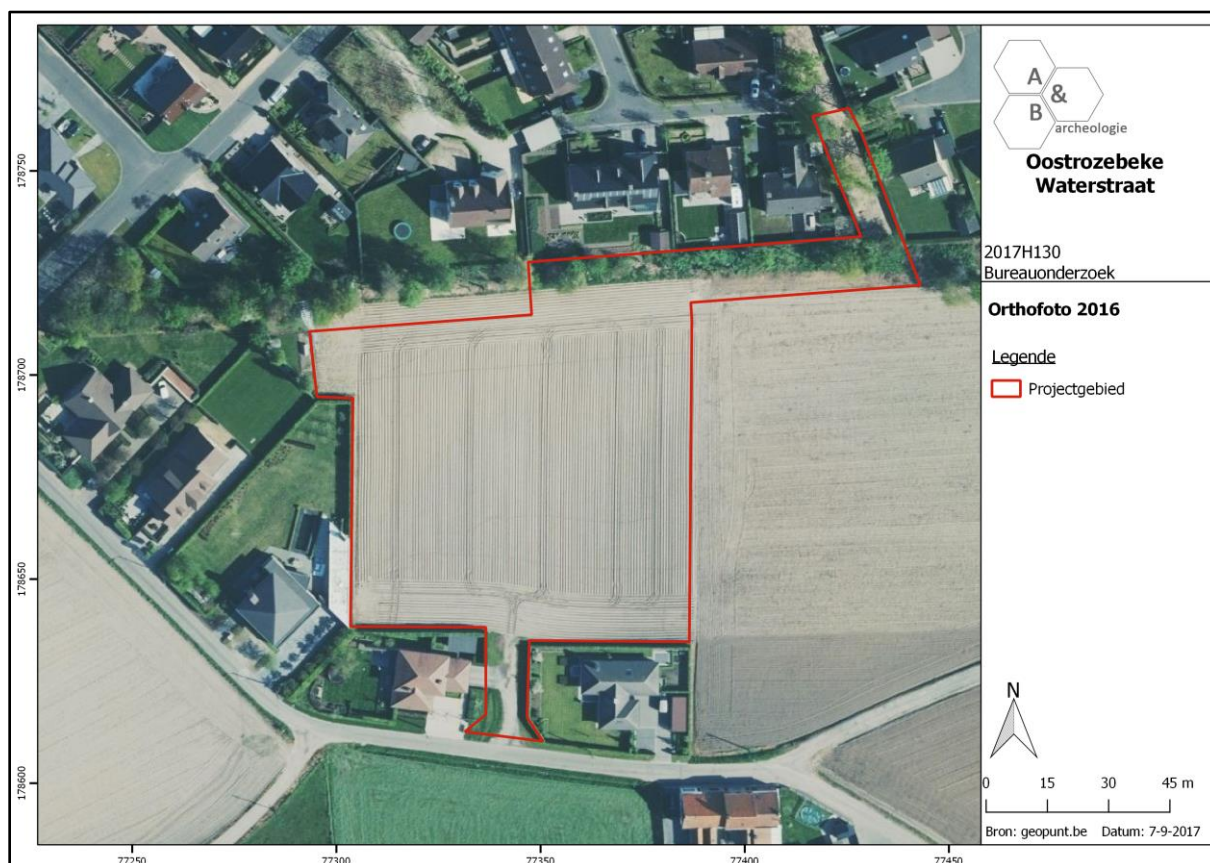 A
&
B
archeologie
Oostrozebeke
Waterstraat
2017H130
Bureauonderzoek
Orthofoto 2016
Legende
Projectgebied
N
0 15 30 45 m
Bron: geopunt.be Datum: 7-9-2017
178750
178700
178650
178600
77250 77300 77350 77400 77450